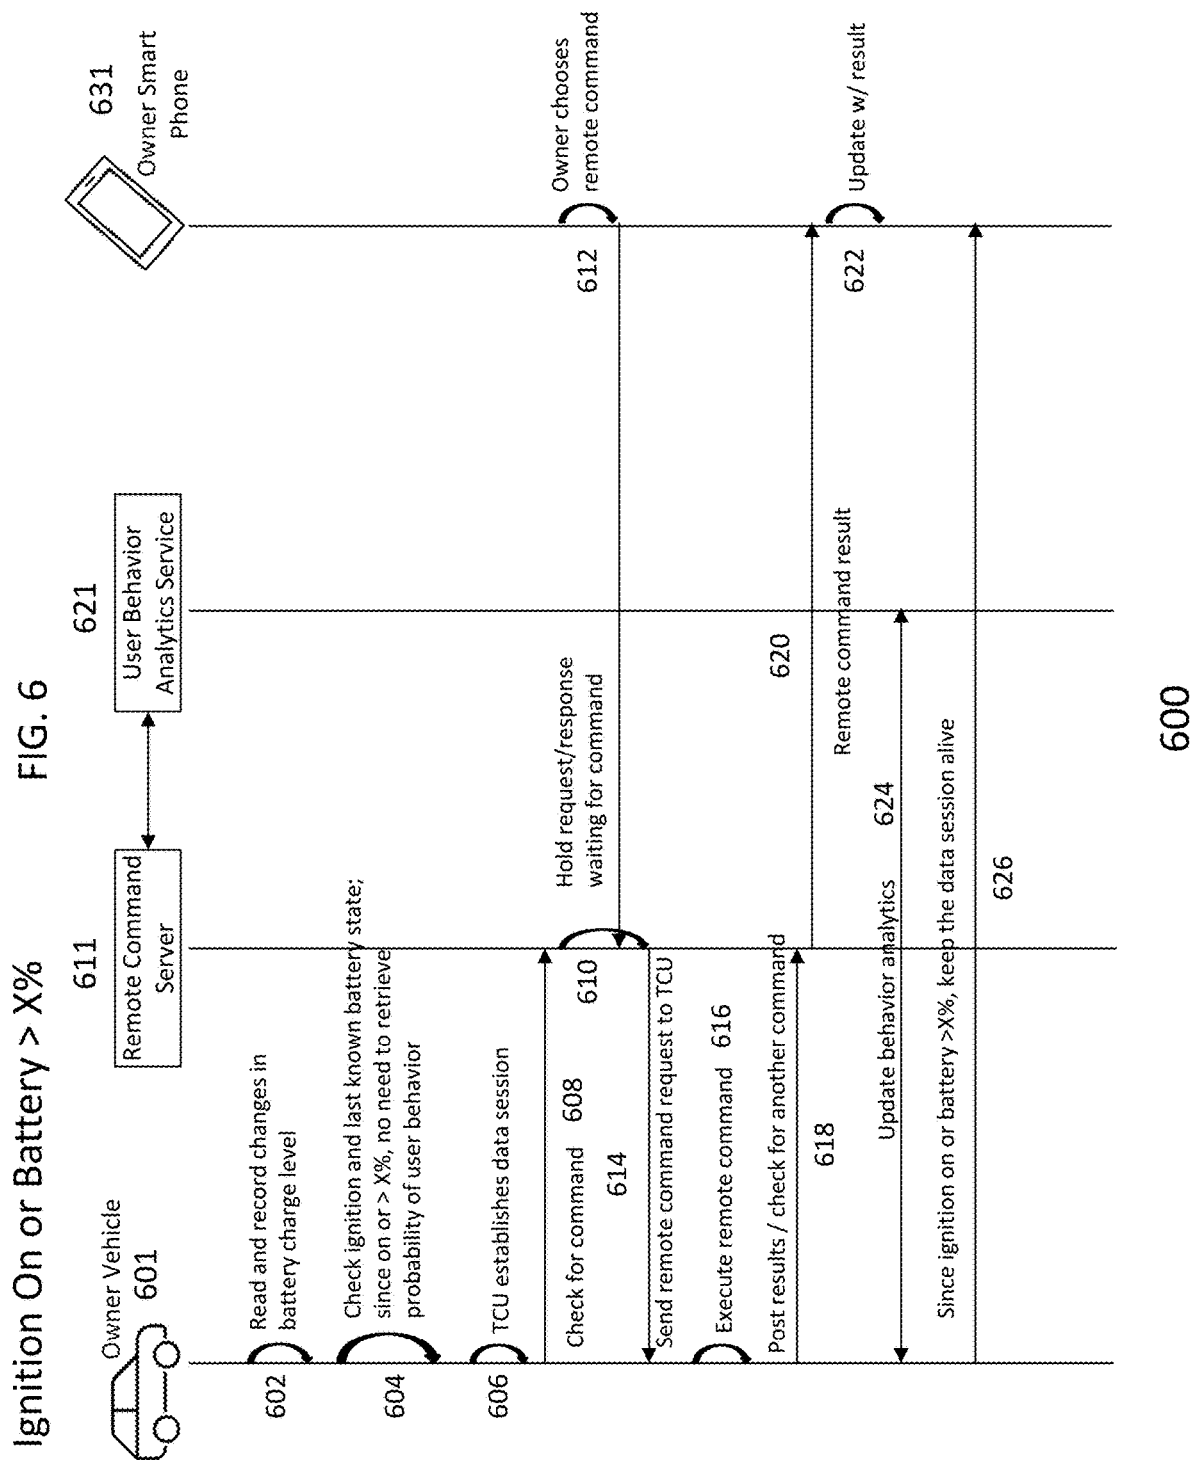 Ignition On or Battery > X%
FIG. 6
Owner Vehicle
601
611
Remote Command
Server
621
User Behavior
Analytics Service
631
Owner Smart
Phone
602
Read and record changes in
battery charge level
604
Check ignition and last known battery state;
since on or > X%, no need to retrieve
probability of user behavior
606
TCU establishes data session
Check for command
608
610
Hold request/response
waiting for command
612
Owner chooses
remote command
614
Send remote command request to TCU
Execute remote command
616
Post results / check for another command
618
620
Remote command result
622
Update w/ result
Update behavior analytics
624
Since ignition on or battery >X%, keep the data session alive
626
600